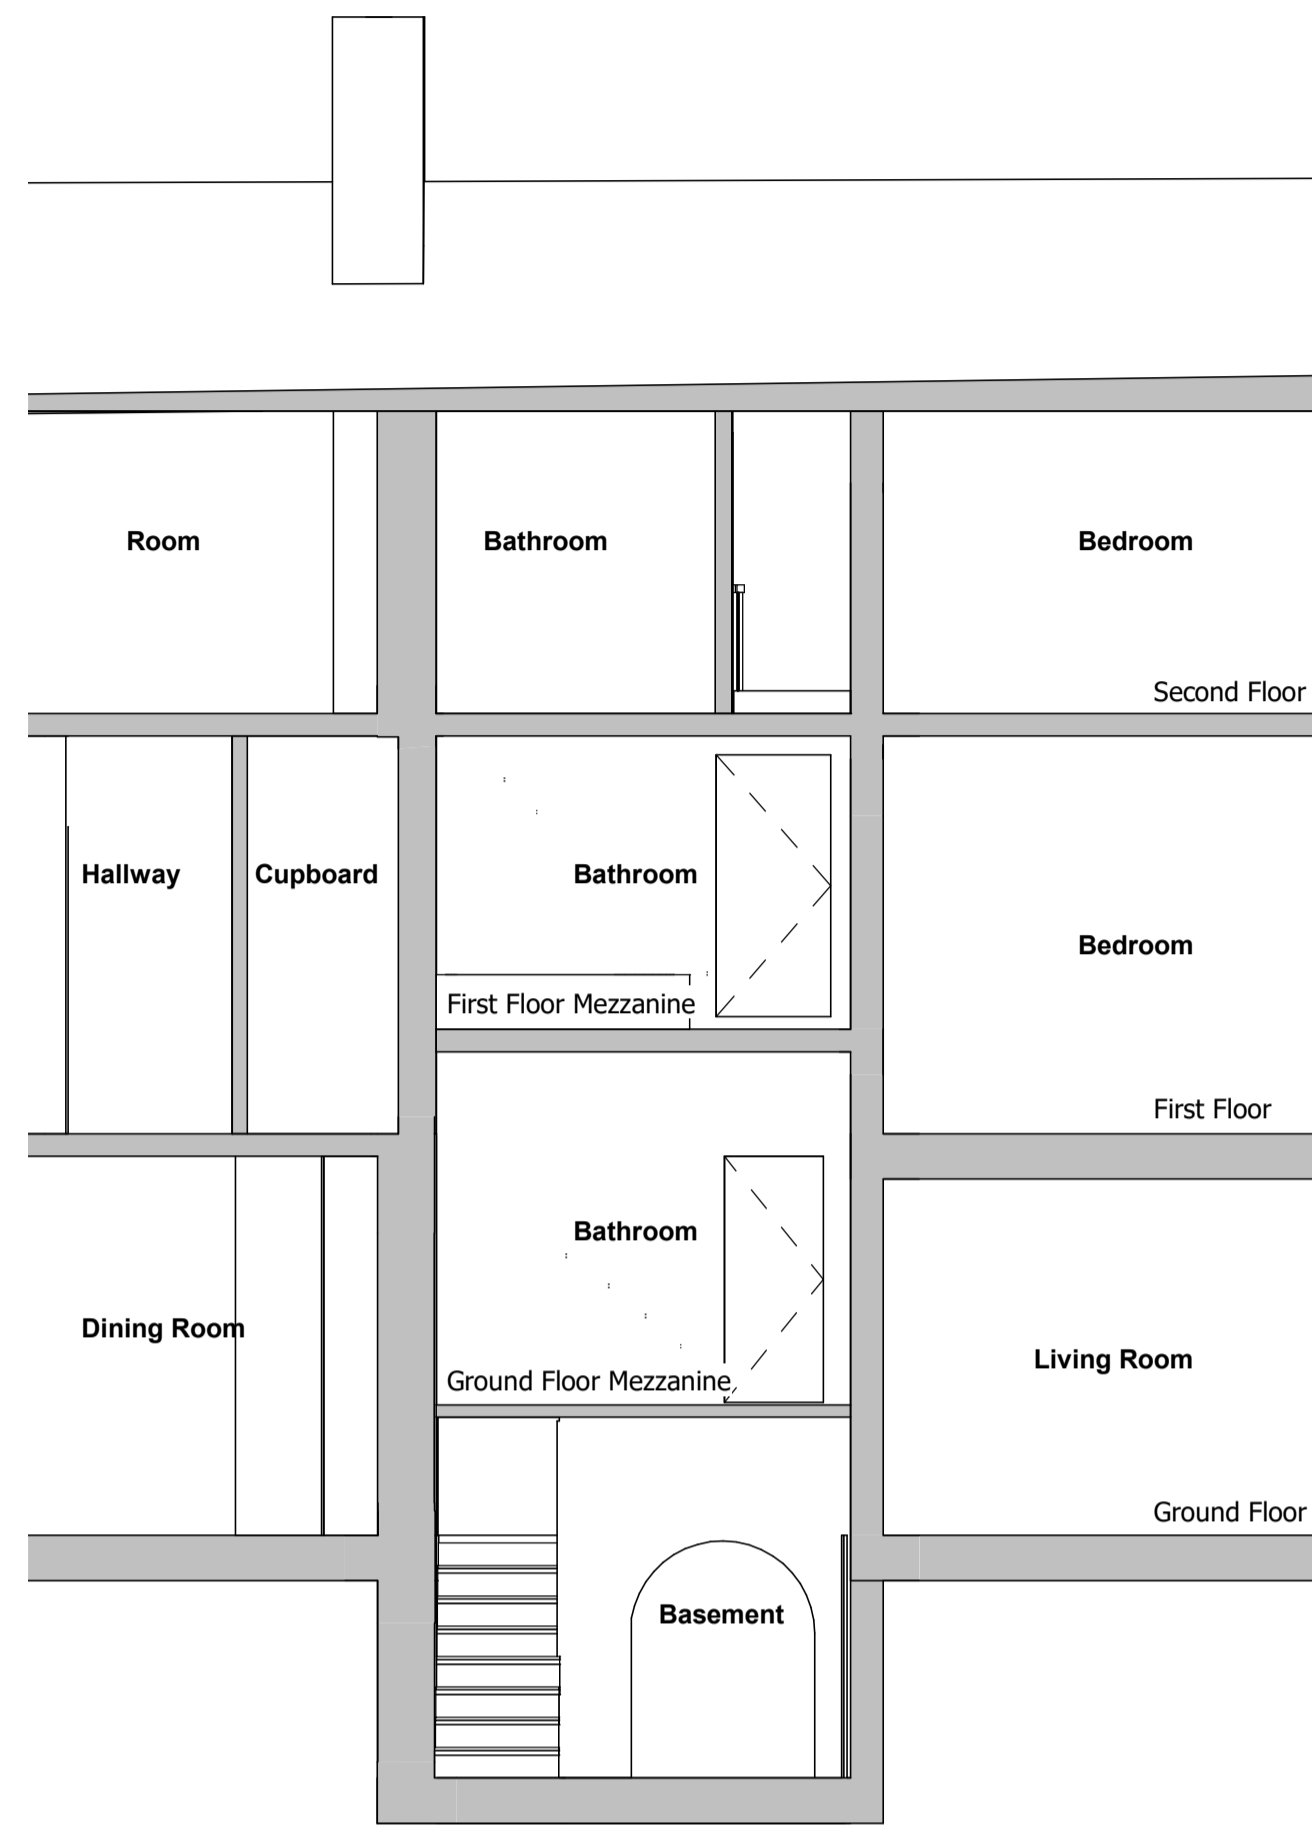 Room
Bathroom
Bedroom
Second Floor
Hallway
Cupboard
Bathroom
Bedroom
First Floor Mezzanine
First Floor
Bathroom
Dining Room
Living Room
Ground Floor Mezzanine
Ground Floor
Basement